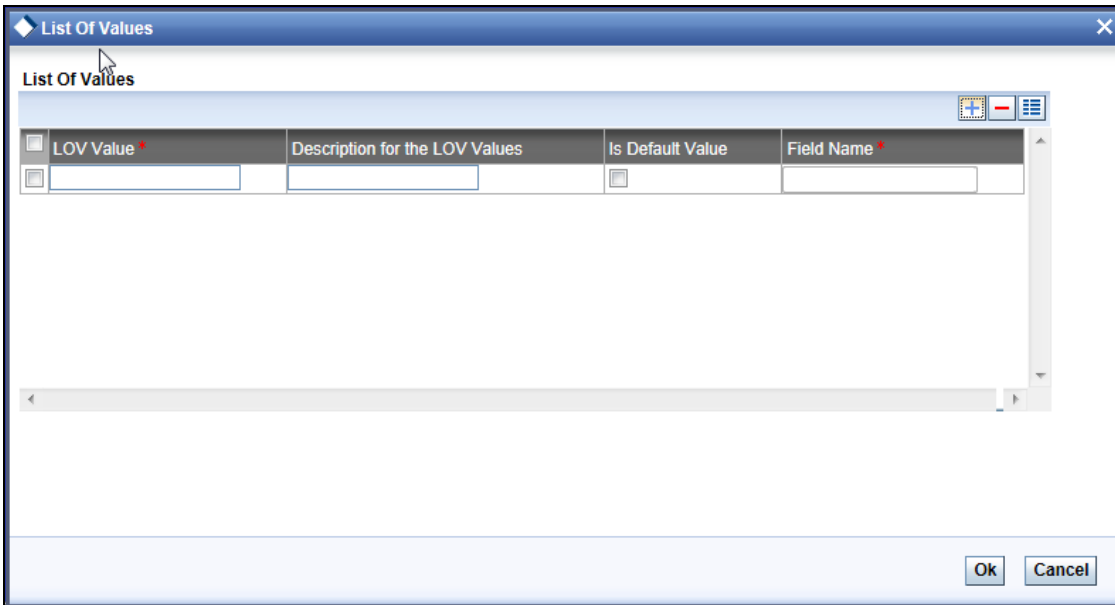 List Of Values
List Of Values
LOV Value * Description for the LOV Values Is Default Value Field Name *
Ok Cancel